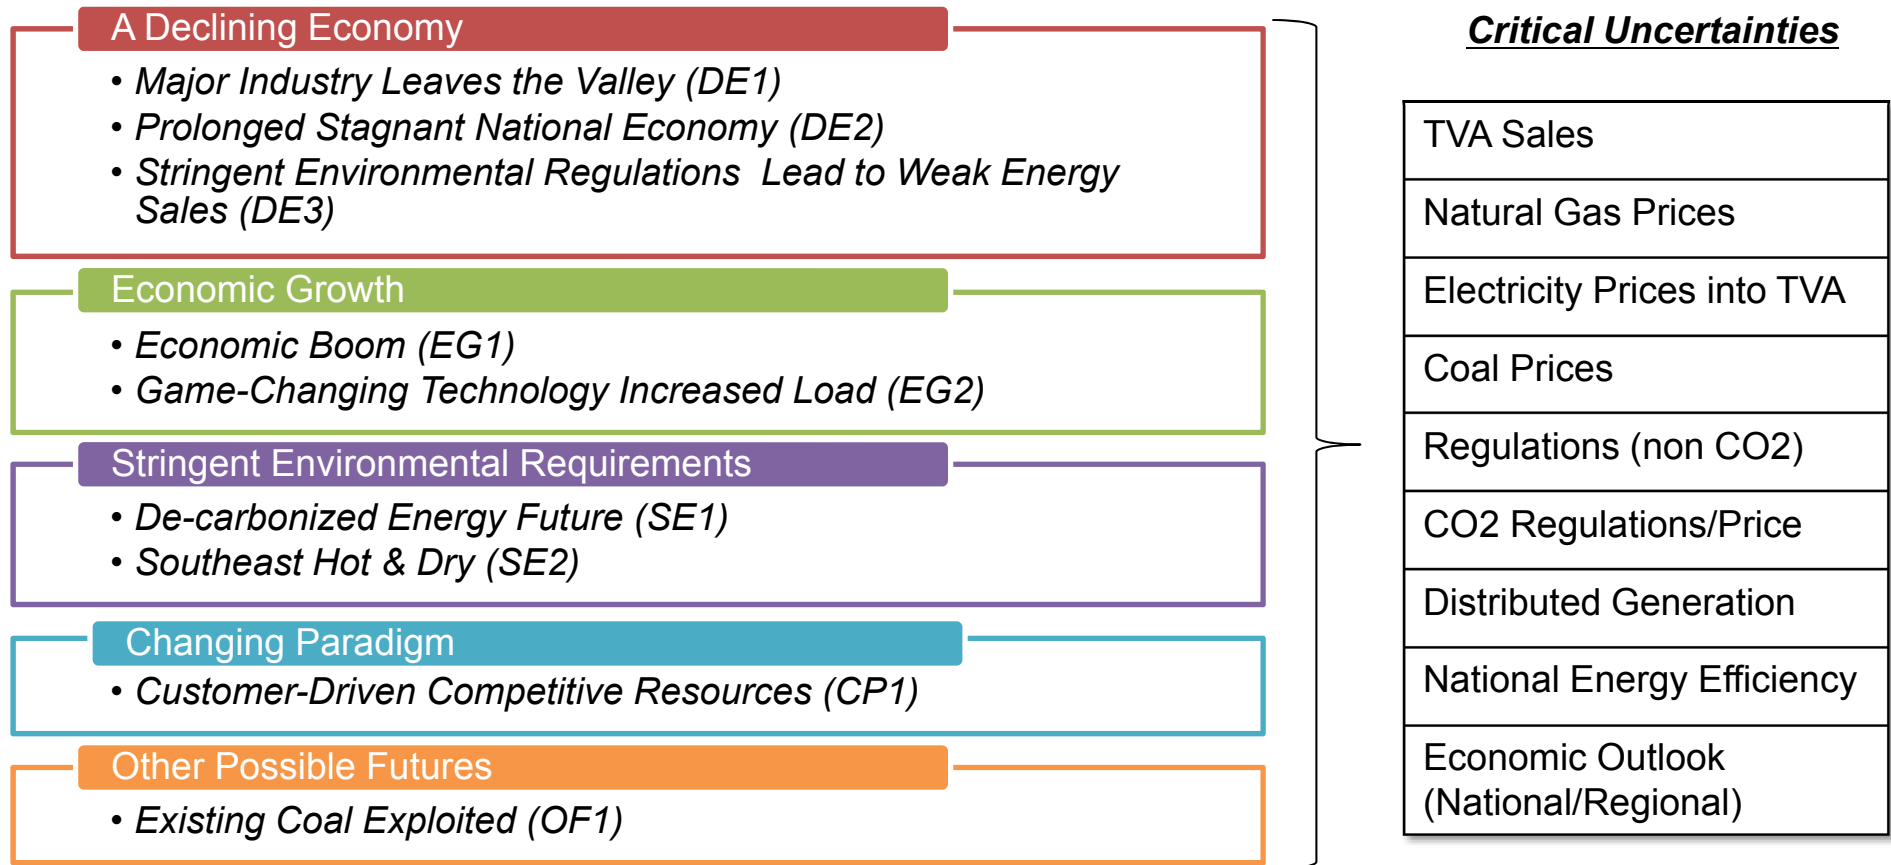 A Declining Economy
• Major Industry Leaves the Valley (DE1)
• Prolonged Stagnant National Economy (DE2)
• Stringent Environmental Regulations  Lead to Weak Energy
Sales (DE3)
Economic Growth
• Economic Boom (EG1)
• Game-Changing Technology Increased Load (EG2)
Stringent Environmental Requirements
• De-carbonized Energy Future (SE1)
• Southeast Hot & Dry (SE2)
Changing Paradigm
• Customer-Driven Competitive Resources (CP1)
Other Possible Futures
• Existing Coal Exploited (OF1)
Critical Uncertainties
TVA Sales
Natural Gas Prices
Electricity Prices into TVA
Coal Prices
Regulations (non CO2)
CO2 Regulations/Price
Distributed Generation
National Energy Efficiency
Economic Outlook
(National/Regional)